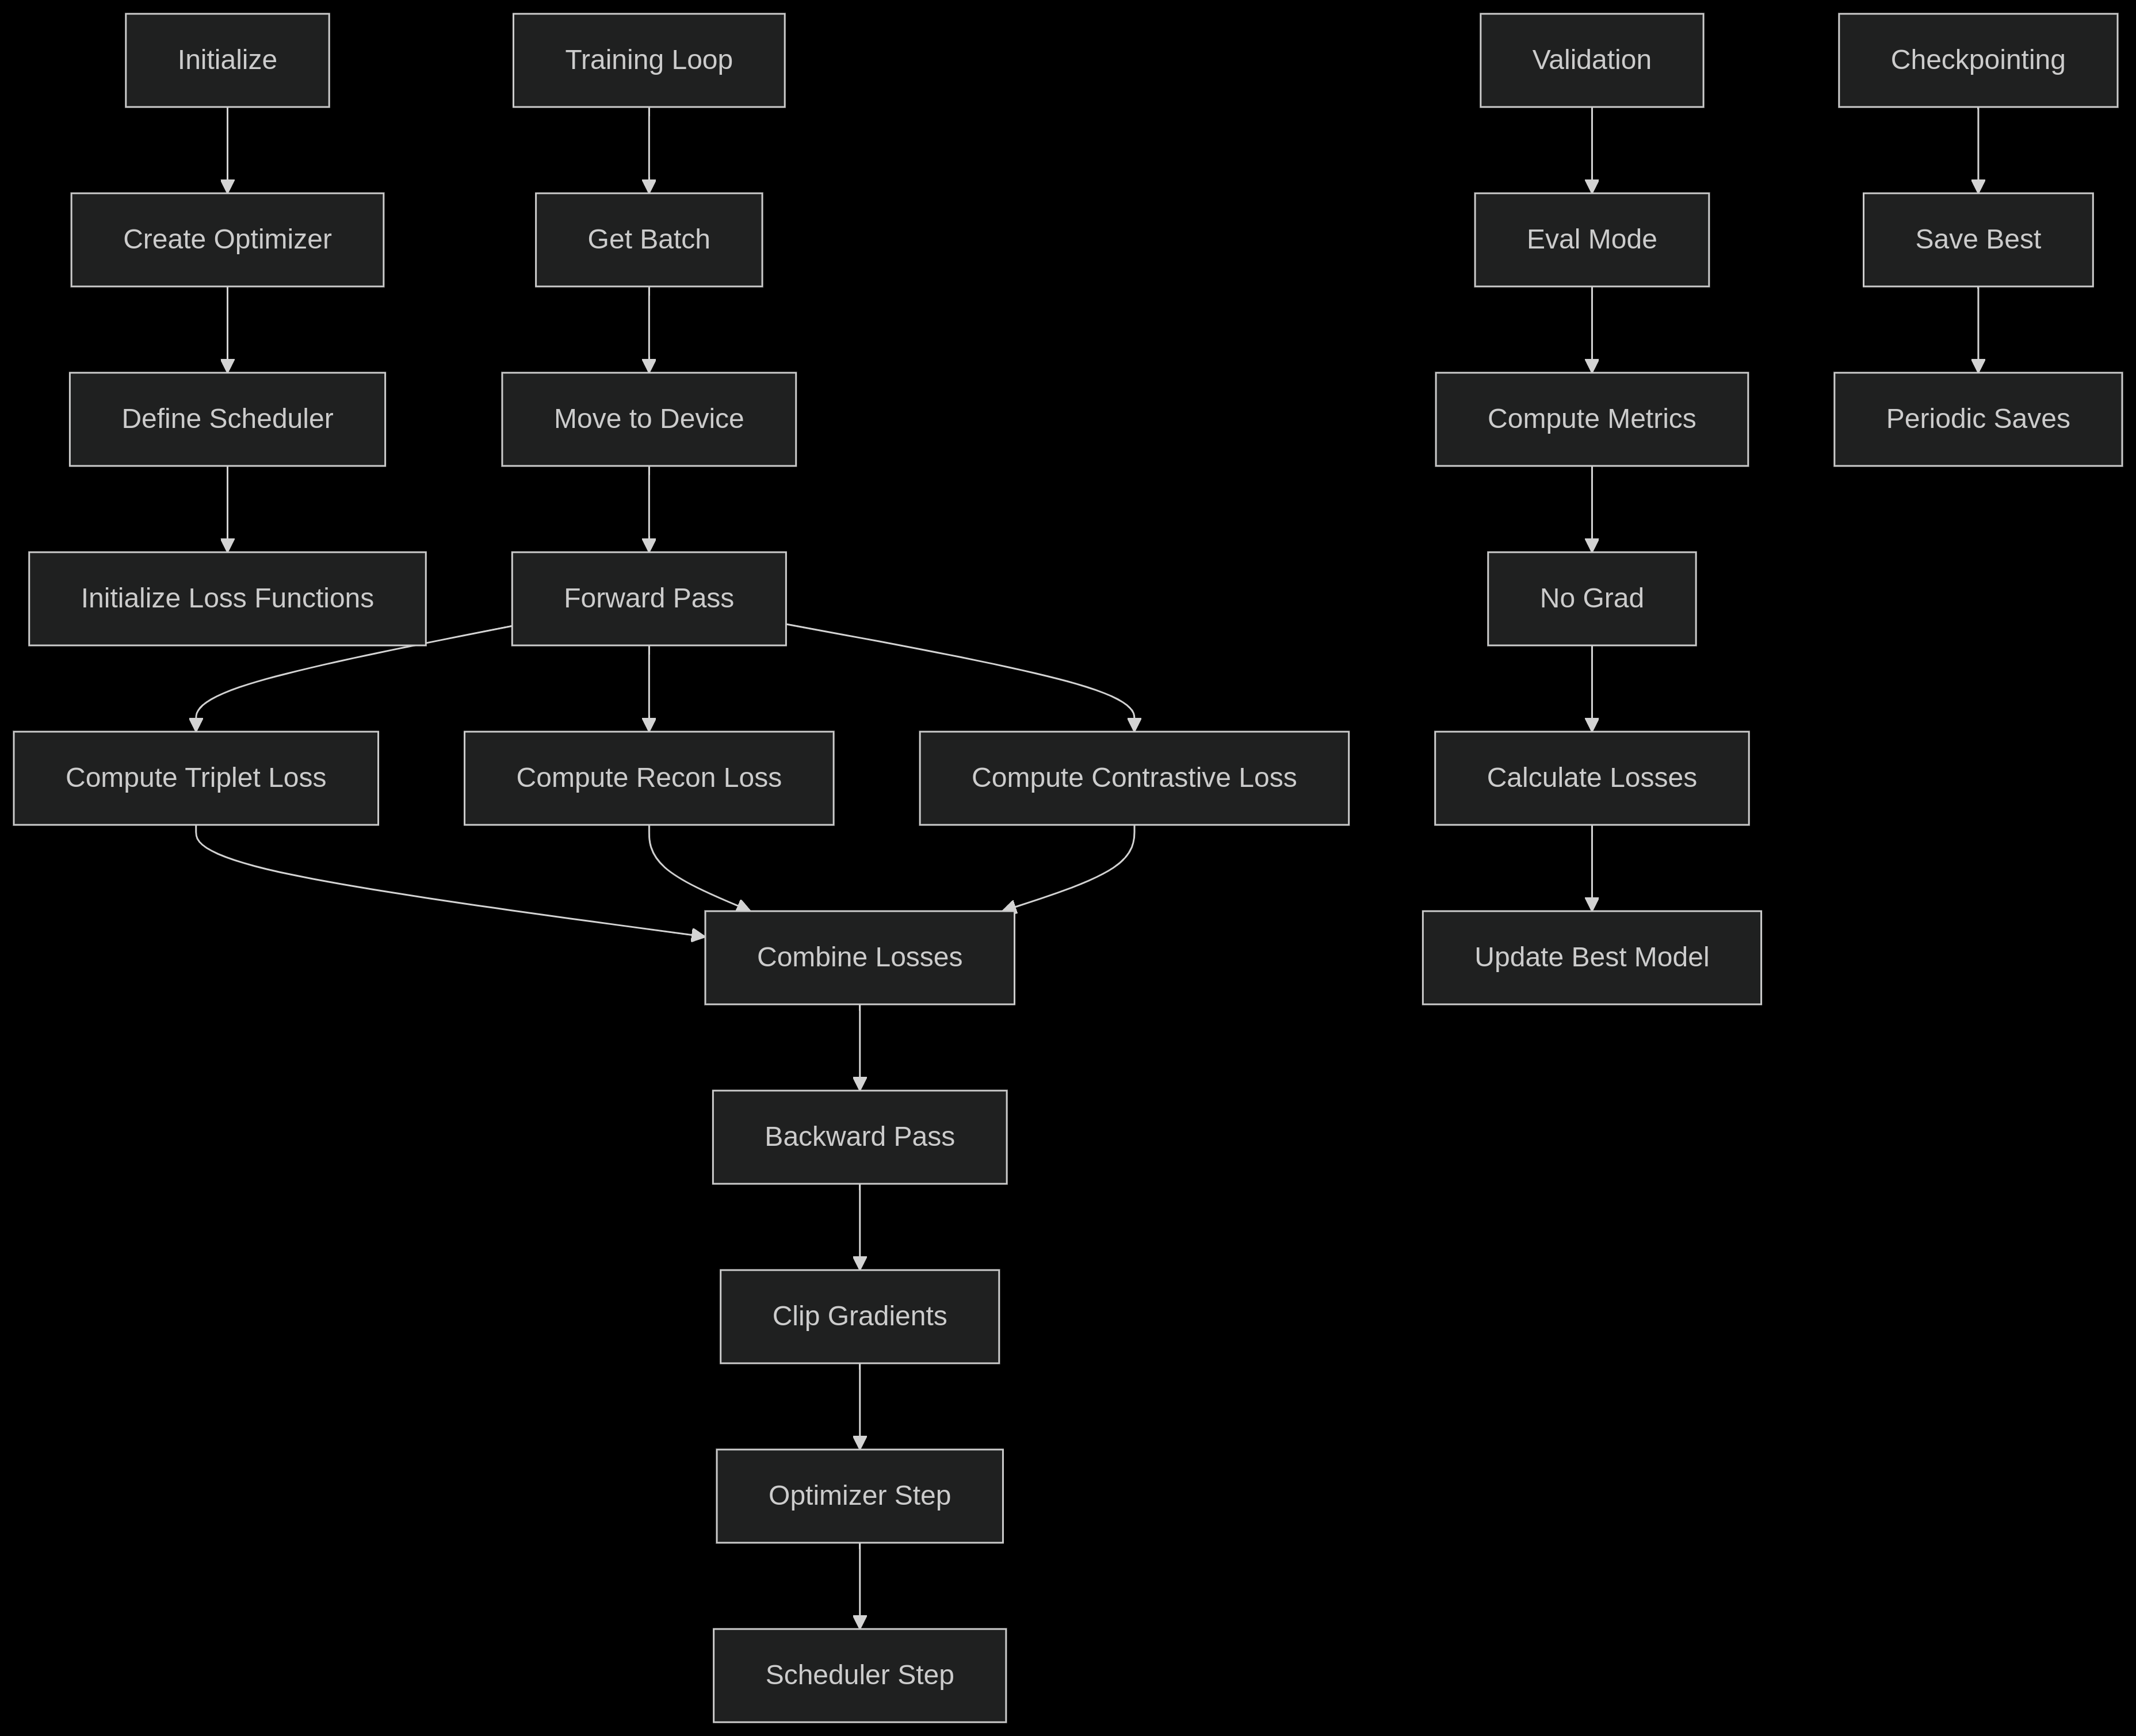 Initialize
Training Loop
Validation
Checkpointing
Create Optimizer
Get Batch
Eval Mode
Save Best
Define Scheduler
Move to Device
Compute Metrics
Periodic Saves
Initialize Loss Functions
Forward Pass
No Grad
Compute Triplet Loss
Compute Recon Loss
Compute Contrastive Loss
Calculate Losses
Combine Losses
Update Best Model
Backward Pass
Clip Gradients
Optimizer Step
Scheduler Step